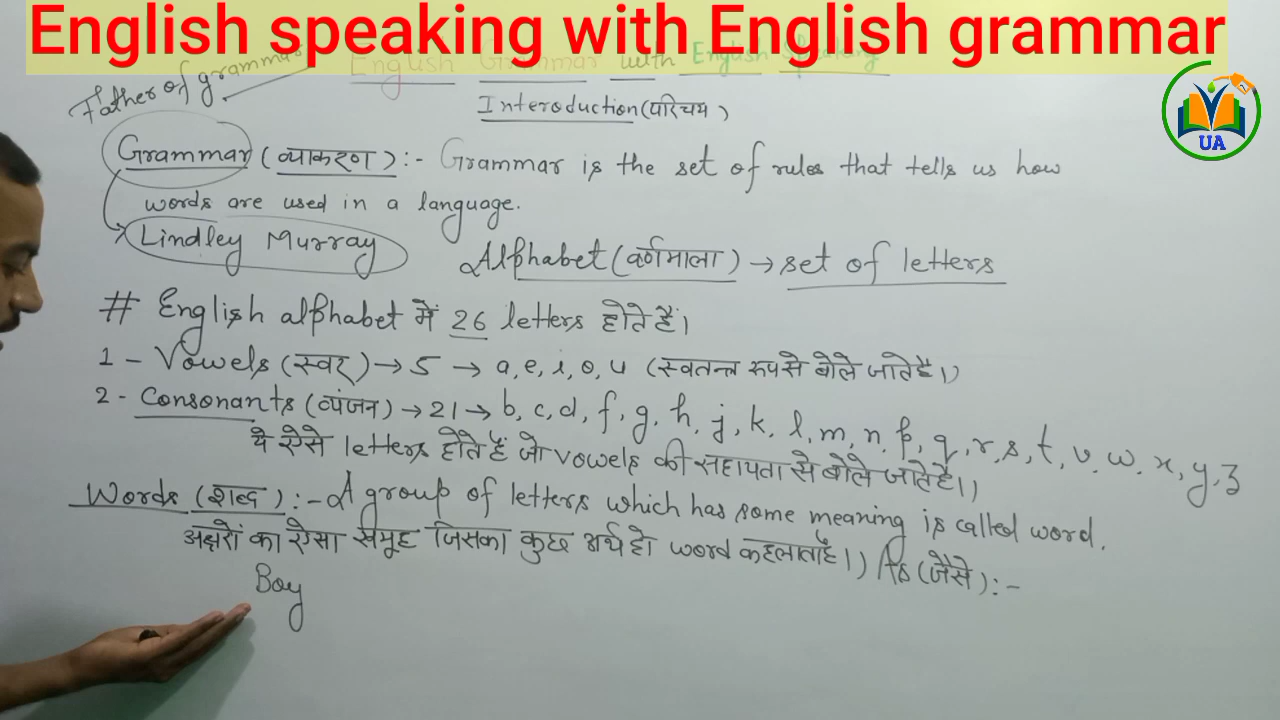 English speaking with English grammar
English Grammar with English Speaking
Father of grammar
Interoduction (परिचय)
UA
Grammar (व्याकरण) :- Grammar is the set of rules that tells us how
words are used in a language.
Lindley Murray
Alphabet (वर्णमाला) → set of letters
# English alphabet में 26 letters होते हैं।
1 - Vowels (स्वर) → 5 → a, e, i, o, u (स्वतन्त्र रुप से बोले जाते है।)
2 - Consonants (व्यंजन) → 21 → b, c, d, f, g, h, j, k, l, m, n, p, q, r, s, t, v, w, x, y, z
ये ऐसे letters होते हैं जो vowels की सहायता से बोले जाते है।)
Words (शब्द) :- A group of letters which has some meaning is called word.
अक्षरों का ऐसा समूह जिसका कुछ अर्थ हो word कहलाता है।) As (जैसे) :-
Boy